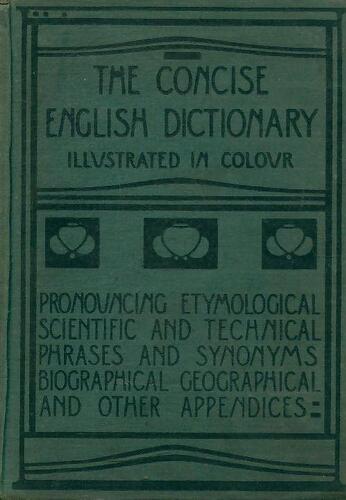 THE CONCISE
ENGLISH DICTIONARY
ILLUSTRATED IN COLOUR
PRONOUNCING ETYMOLOGICAL
SCIENTIFIC AND TECHNICAL
PHRASES AND SYNONYMS
BIOGRAPHICAL GEOGRAPHICAL
AND OTHER APPENDICES